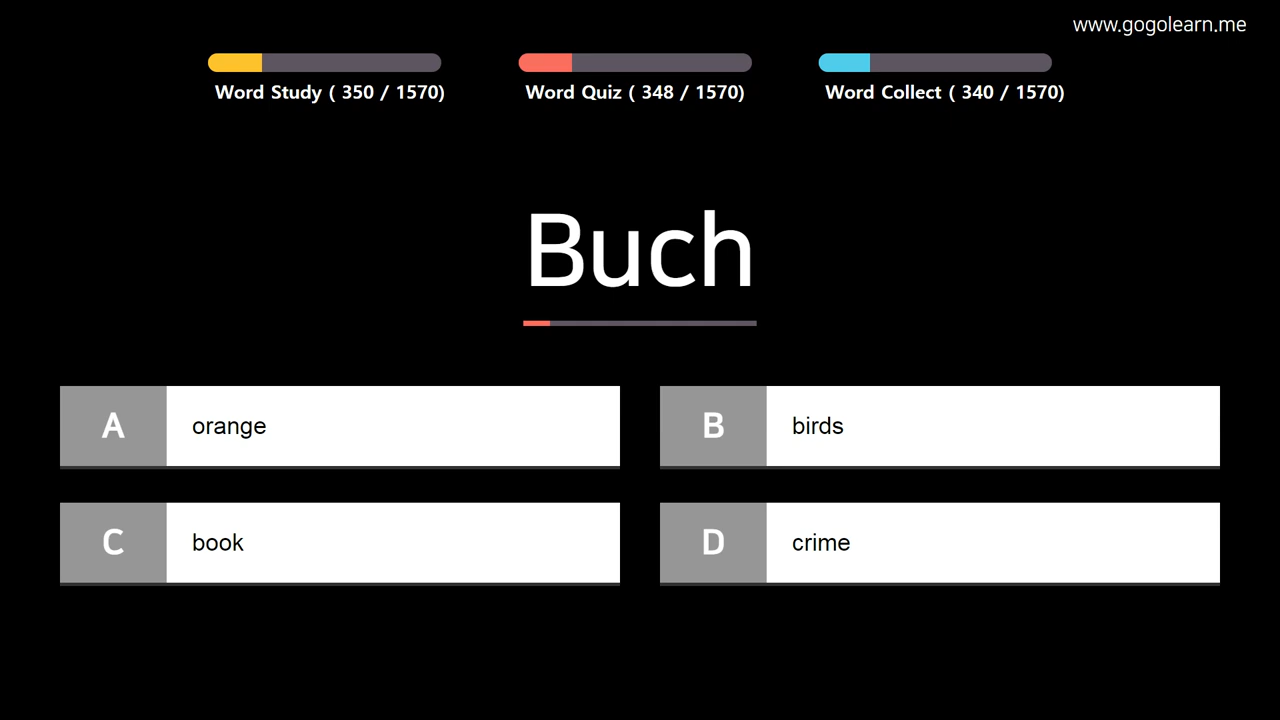 www.gogolearn.me
Word Study ( 350 / 1570)
Word Quiz ( 348 / 1570)
Word Collect ( 340 / 1570)
Buch
A orange
B birds
C book
D crime